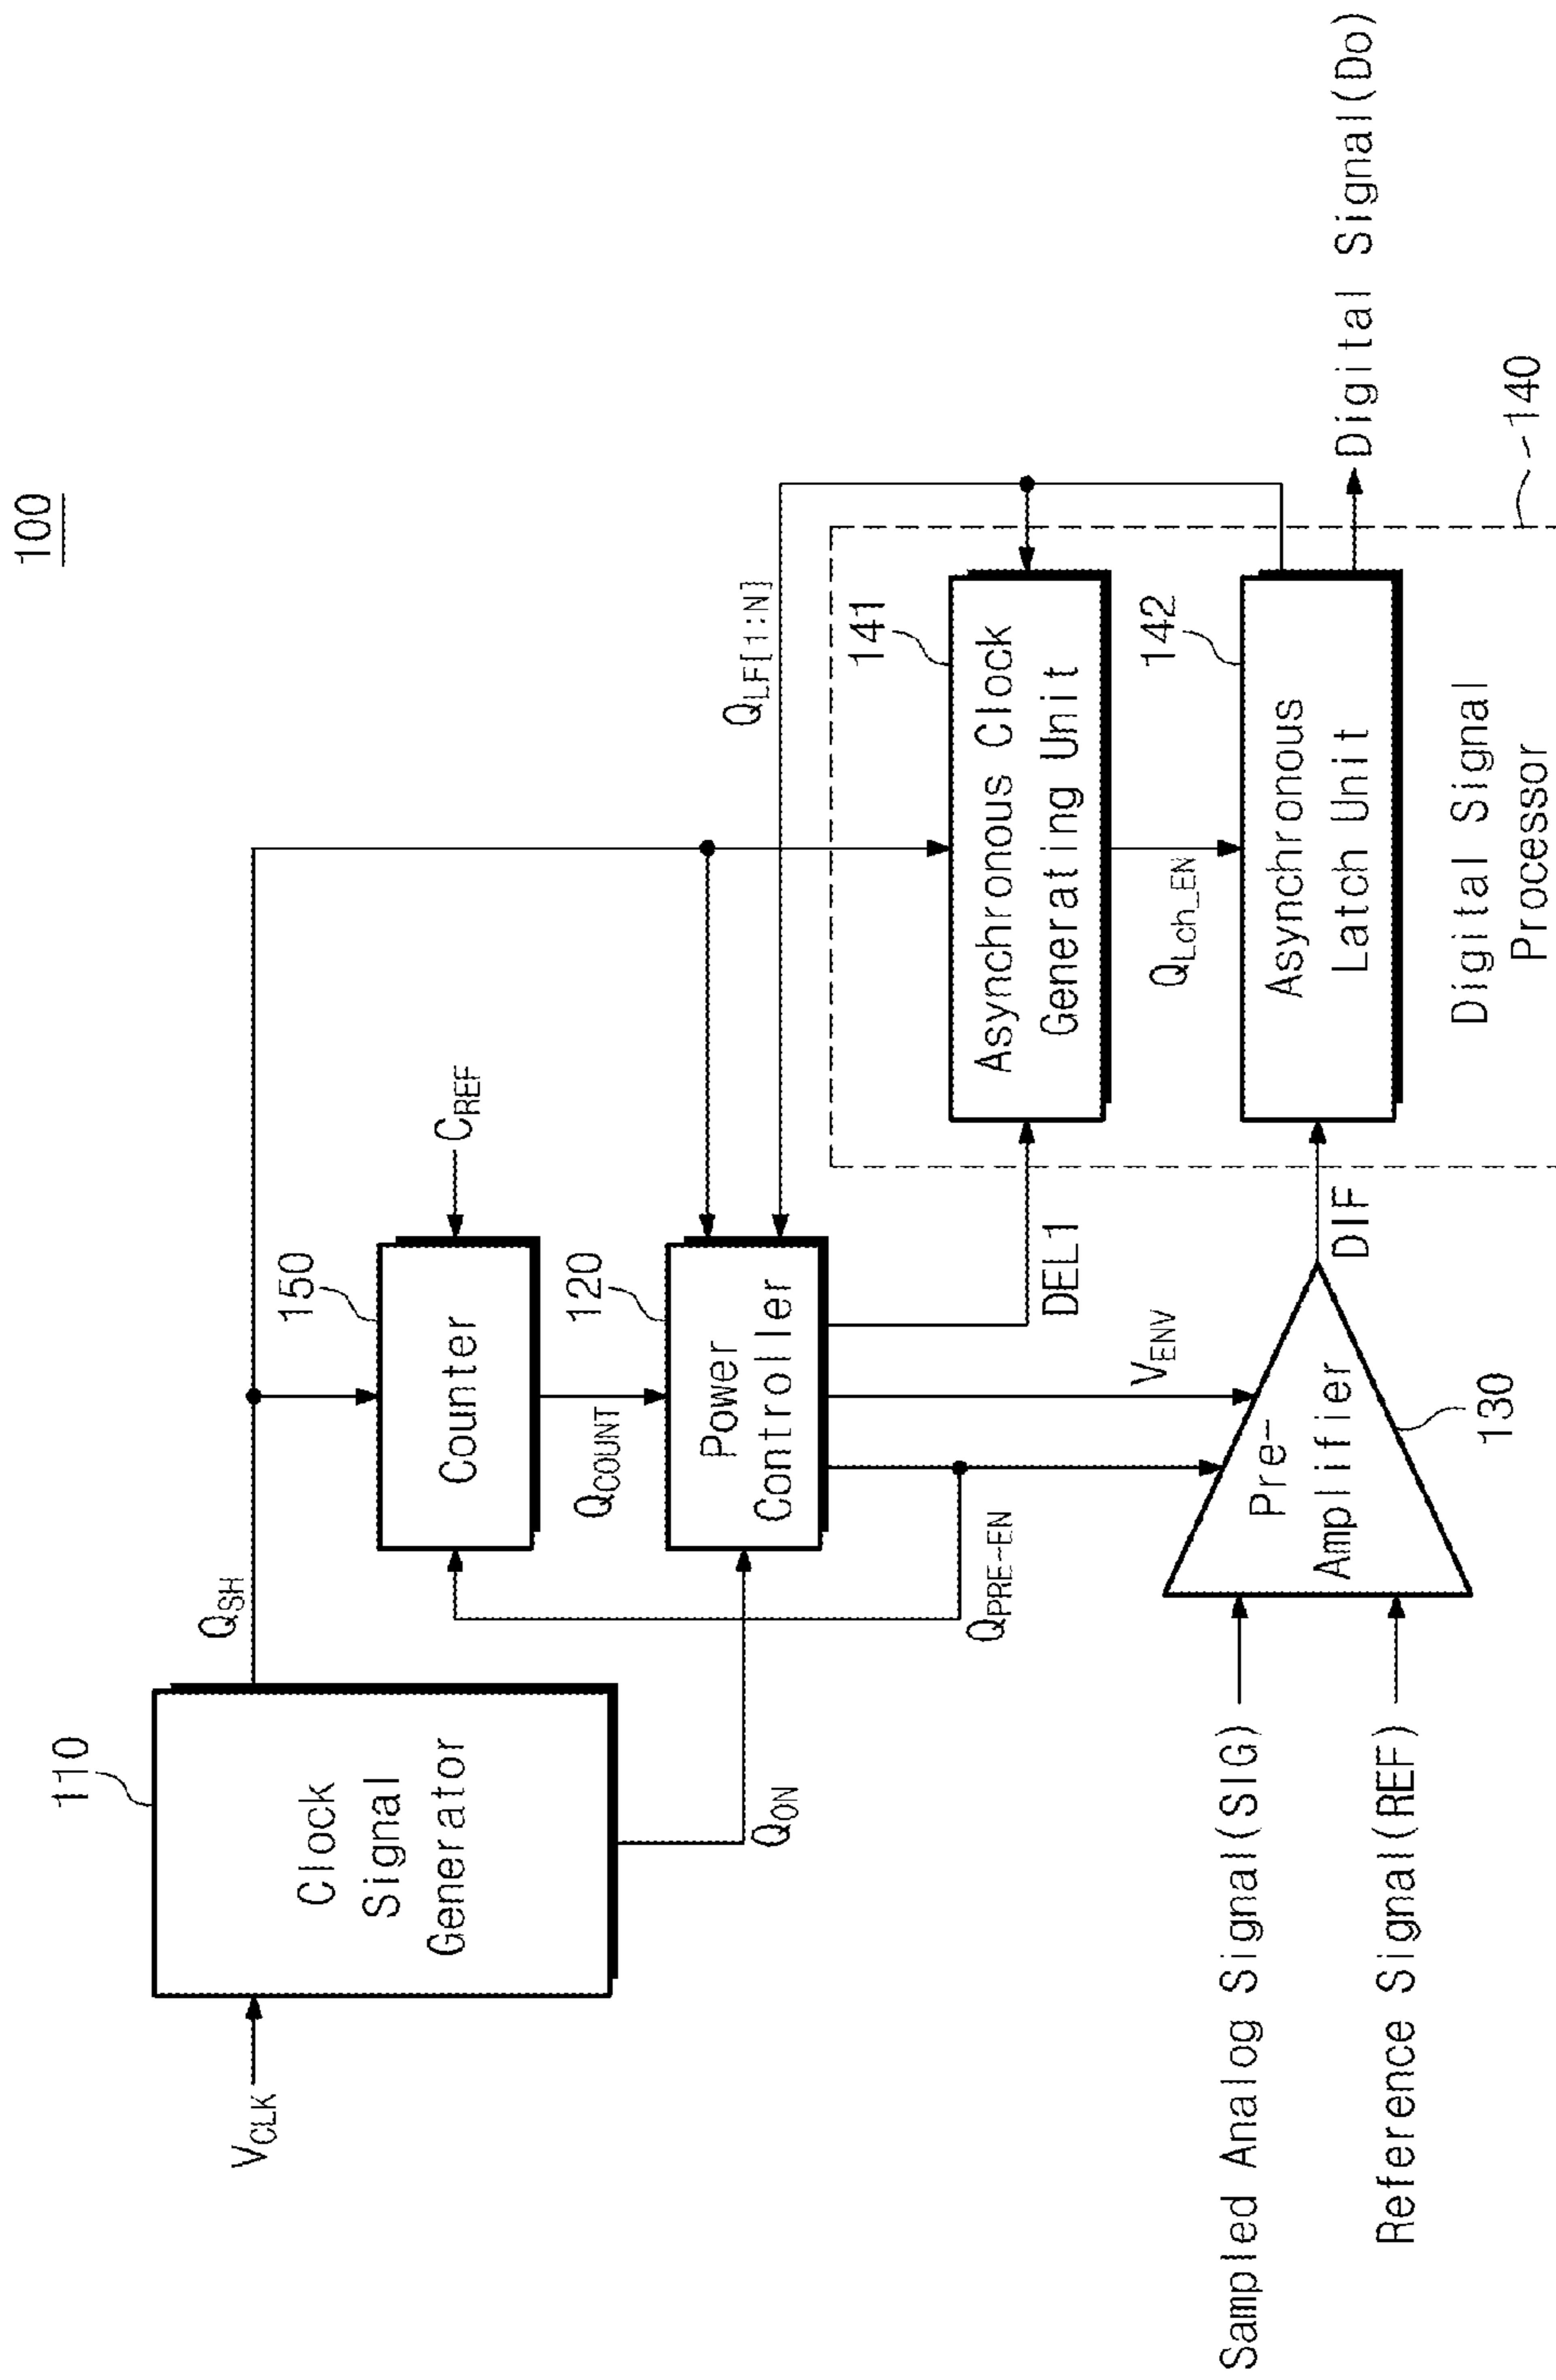 100
110
V_CLK
Clock
Signal
Generator
Q_SH
Q_ON
150
Counter
C_REF
Q_COUNT
120
Power
Controller
Q_LF[1:N]
Q_PRE-EN
V_ENV
DEL1
141
Asynchronous Clock
Generating Unit
Q_Lch_EN
142
Asynchronous
Latch Unit
Sampled Analog Signal(SIG)
Reference Signal(REF)
Pre-
Amplifier
130
DIF
Digital Signal(Do)
Digital Signal
Processor
140